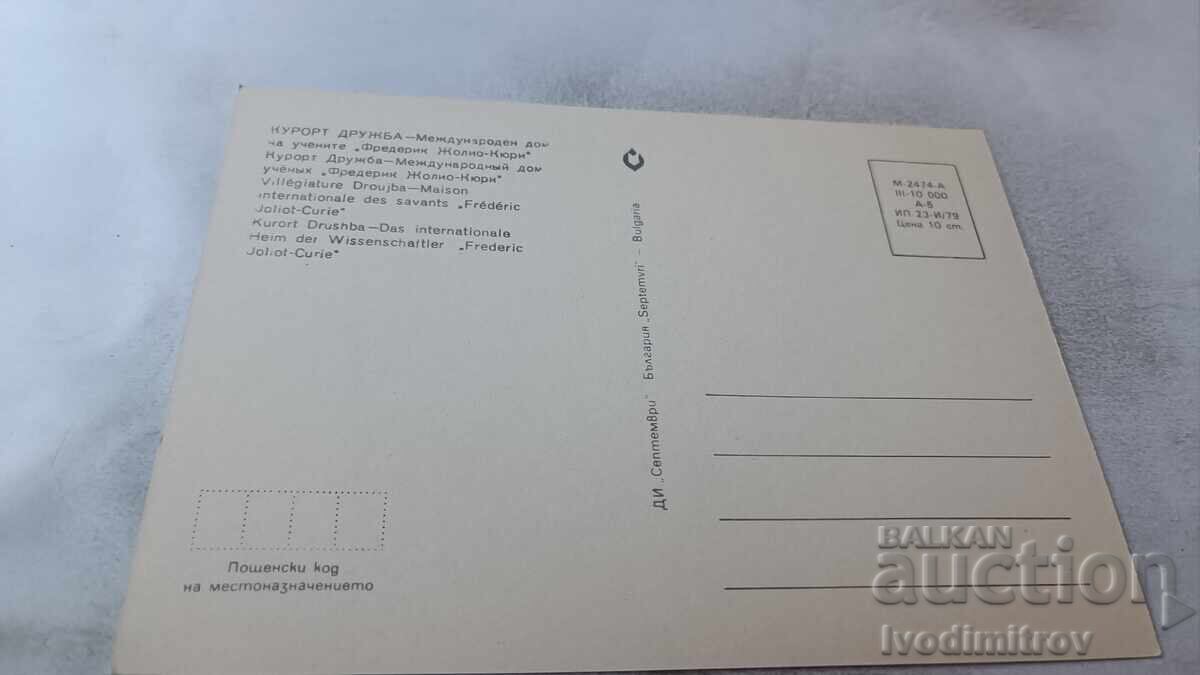 КУРОРТ ДРУЖБА—Международен дом
на учените „Фредерик Жолио-Кюри"
Курорт Дружба—Международный дом
учёных „Фредерик Жолио-Кюри"
Villégiature Droujba—Maison
internationale des savants „Frédéric
Joliot-Curie"
Kurort Drushba—Das internationale
Heim der Wissenschaftler „Frederic
Joliot-Curie"
ДИ „Септември" България „Septemvri" – Bulgaria
М-2474-А
III-10 000
А-5
ИП 23-И/79
Цена 10 ст.
Пощенски код
на местоназначението
BALKAN
auction
Ivodimitrov